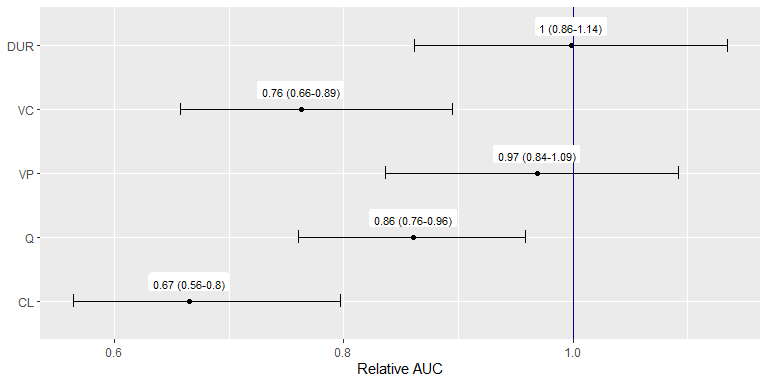 DUR
1 (0.86-1.14)
VC
0.76 (0.66-0.89)
VP
0.97 (0.84-1.09)
Q
0.86 (0.76-0.96)
CL
0.67 (0.56-0.8)
0.6
0.8
1.0
Relative AUC